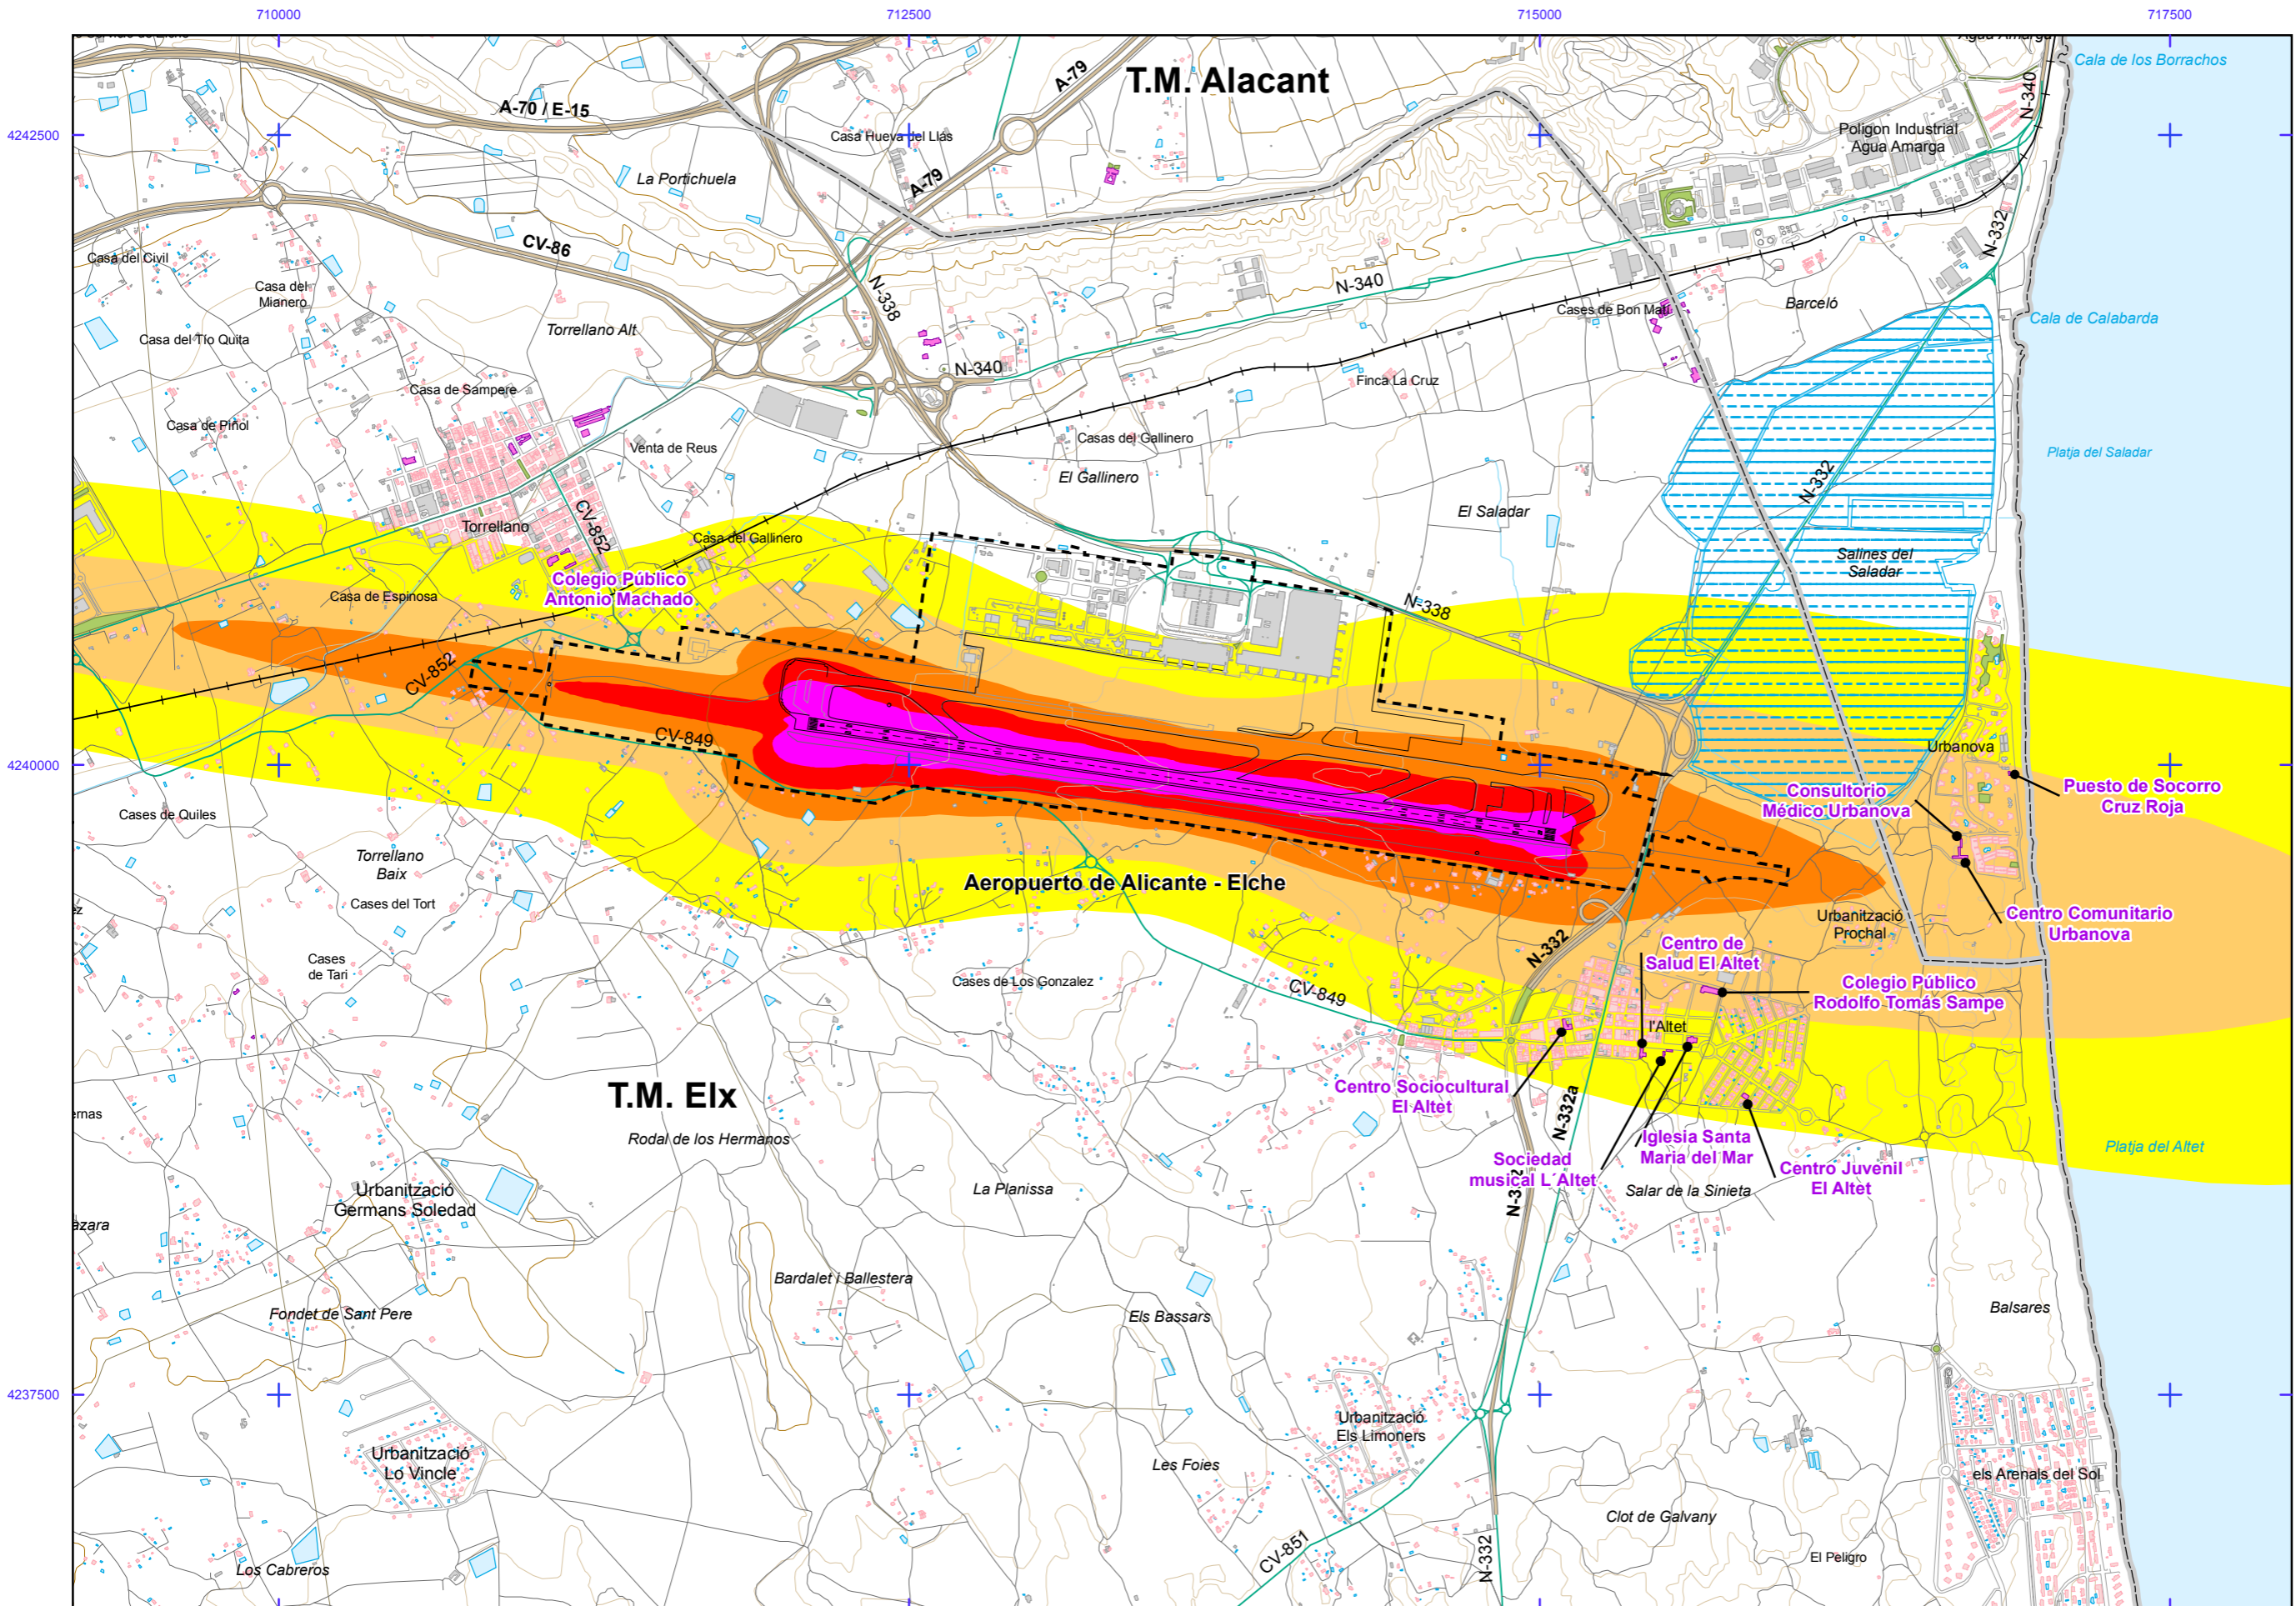 710000
712500
715000
717500
Agua Amarga
Cala de los Borrachos
A-79
T.M. Alacant
N-340
A-70 / E-15
4242500
Casa Hueva del Llás
Poligon Industrial
Agua Amarga
La Portichuela
A-79
CV-86
N-332
Casa del Civil
Casa del
Mianero
N-338
N-340
Cases de Bon Matí
Barceló
Cala de Calabarda
Torrellano Alt
Casa del Tío Quita
N-340
Finca La Cruz
Casa de Sampere
Casa de Piñol
Venta de Reus
Casas del Gallinero
Platja del Saladar
El Gallinero
N-332
El Saladar
CV-852
Torrellano
Casa del Gallinero
Salines del
Saladar
Colegio Público
Antonio Machado
Casa de Espinosa
N-338
CV-852
CV-849
Urbanova
4240000
Consultorio
Médico Urbanova
Puesto de Socorro
Cruz Roja
Cases de Quiles
Torrellano
Baix
Aeropuerto de Alicante - Elche
Cases del Tort
Centro Comunitario
Urbanova
Urbanització
Prochal
N-332
Centro de
Salud El Altet
Cases
de Tari
Cases de Los Gonzalez
CV-849
Colegio Público
Rodolfo Tomás Sampe
l'Altet
Centro Sociocultural
El Altet
T.M. Elx
N-332a
Rodal de los Hermanos
Iglesia Santa
Maria del Mar
Platja del Altet
Sociedad
musical L´Altet
Centro Juvenil
El Altet
N-332
La Planissa
Salar de la Sinieta
Urbanització
Germans Soledad
Bardalet i Ballestera
Fondet de Sant Pere
Els Bassars
Balsares
4237500
Urbanització
Els Limoners
Urbanització
Lo Vincle
Les Foies
els Arenals del Sol
Clot de Galvany
CV-851
N-332
El Peligro
Los Cabreros